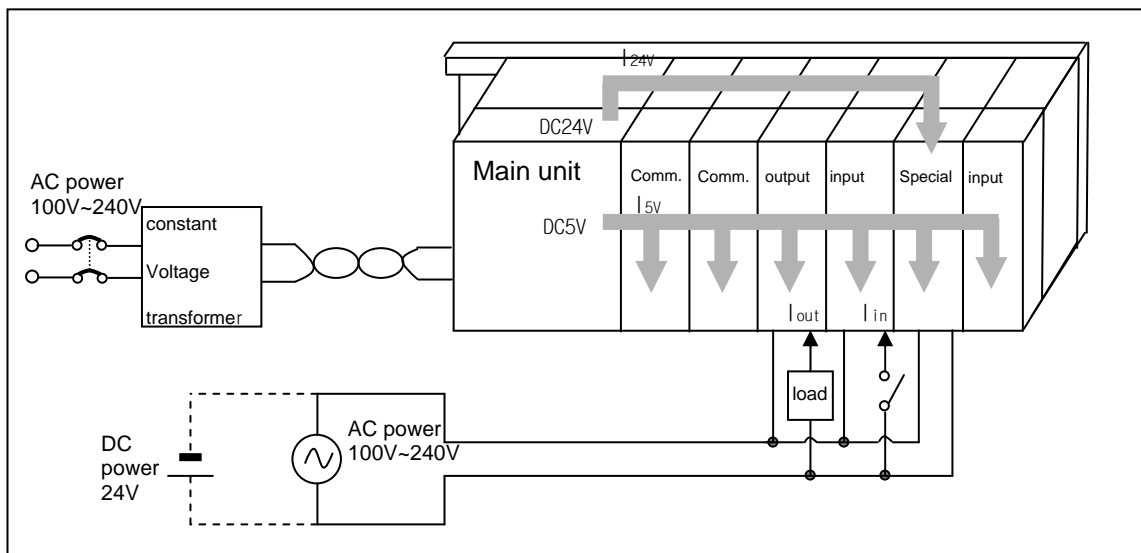 I24V
DC24V
Main unit
Comm.
Comm.
output
input
Special
input
I5V
DC5V
AC power
100V~240V
constant
Voltage
transformer
Iout
Iin
load
AC power
100V~240V
DC
power
24V